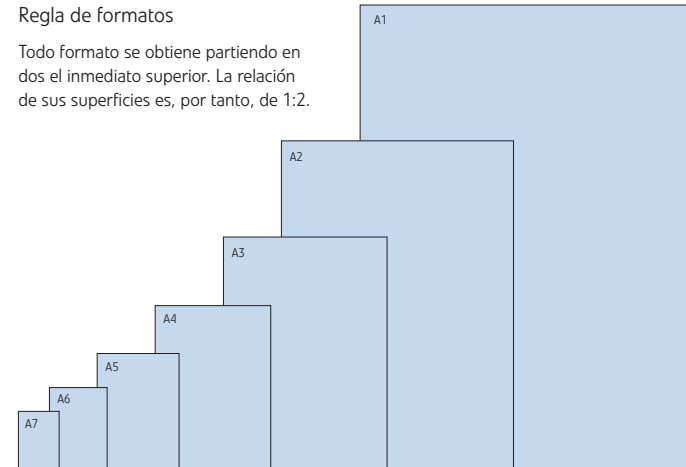 Regla de formatos
Todo formato se obtiene partiendo en
dos el inmediato superior. La relación
de sus superficies es, por tanto, de 1:2.
A1
A2
A3
A4
A5
A6
A7